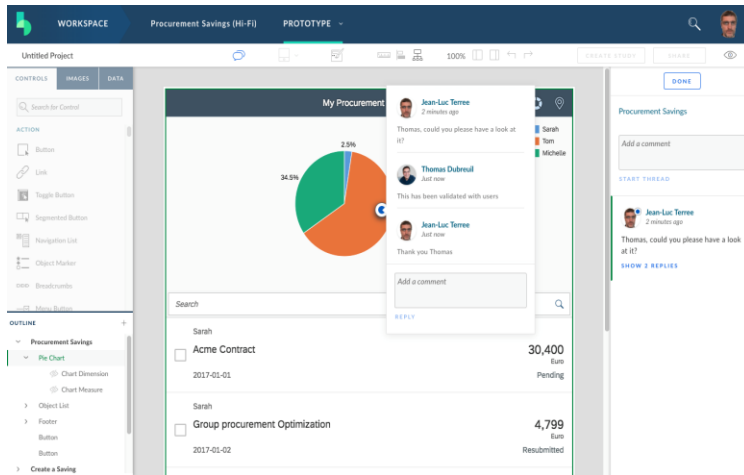 WORKSPACE
Procurement Savings (Hi-Fi)
PROTOTYPE
Untitled Project
100%
CREATE STUDY
SHARE
CONTROLS
IMAGES
DATA
Search for Control
ACTION
Button
Link
Toggle Button
Segmented Button
Navigation List
Object Marker
Breadcrumbs
Menu Button
OUTLINE
+
Procurement Savings
Pie Chart
Chart Dimension
Chart Measure
Object List
Footer
Button
Button
Create a Saving
My Procurement
2.5%
34.5%
Sarah
Tom
Michelle
Search
Sarah
Acme Contract
30,400
Euro
2017-01-01
Pending
Sarah
Group procurement Optimization
4,799
Euro
2017-01-02
Resubmitted
Jean-Luc Terree
2 minutes ago
Thomas, could you please have a look at
it?
Thomas Dubreuil
Just now
This has been validated with users
Jean-Luc Terree
Just now
Thank you Thomas
Add a comment
REPLY
DONE
Procurement Savings
Add a comment
START THREAD
Jean-Luc Terree
2 minutes ago
Thomas, could you please have a look
at it?
SHOW 2 REPLIES